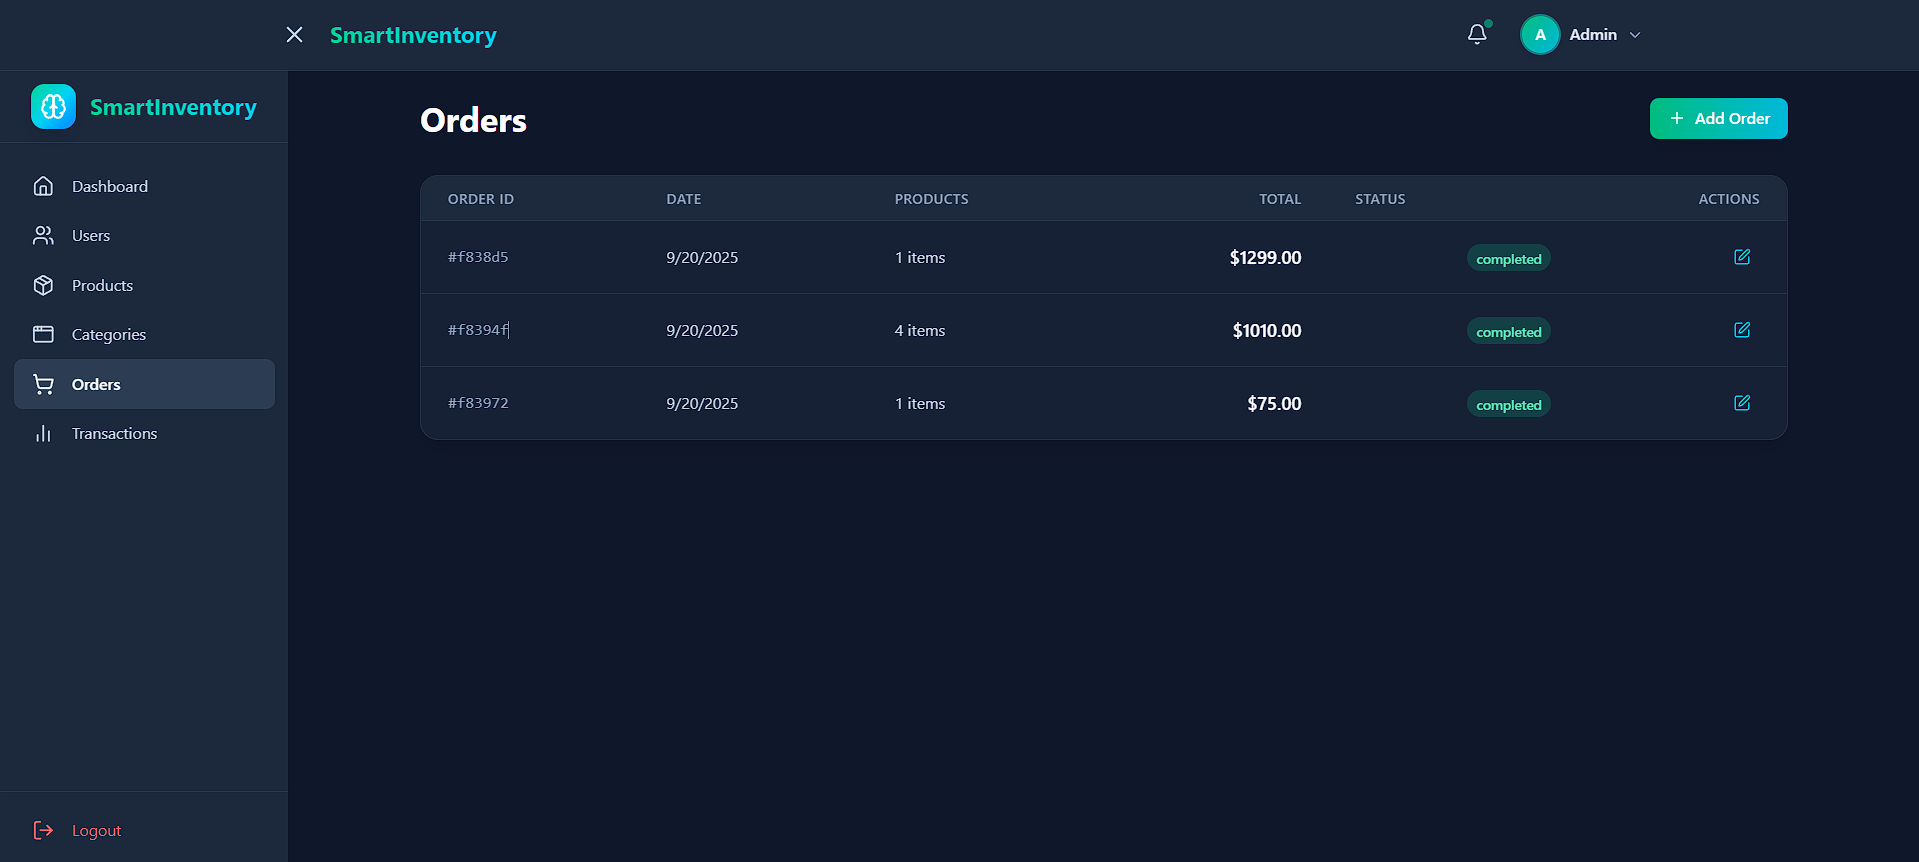 SmartInventory
A Admin
SmartInventory
Dashboard
Users
Products
Categories
Orders
Transactions
Logout
Orders
+ Add Order
ORDER ID DATE PRODUCTS TOTAL STATUS ACTIONS
#f838d5 9/20/2025 1 items $1299.00 completed
#f8394f 9/20/2025 4 items $1010.00 completed
#f83972 9/20/2025 1 items $75.00 completed